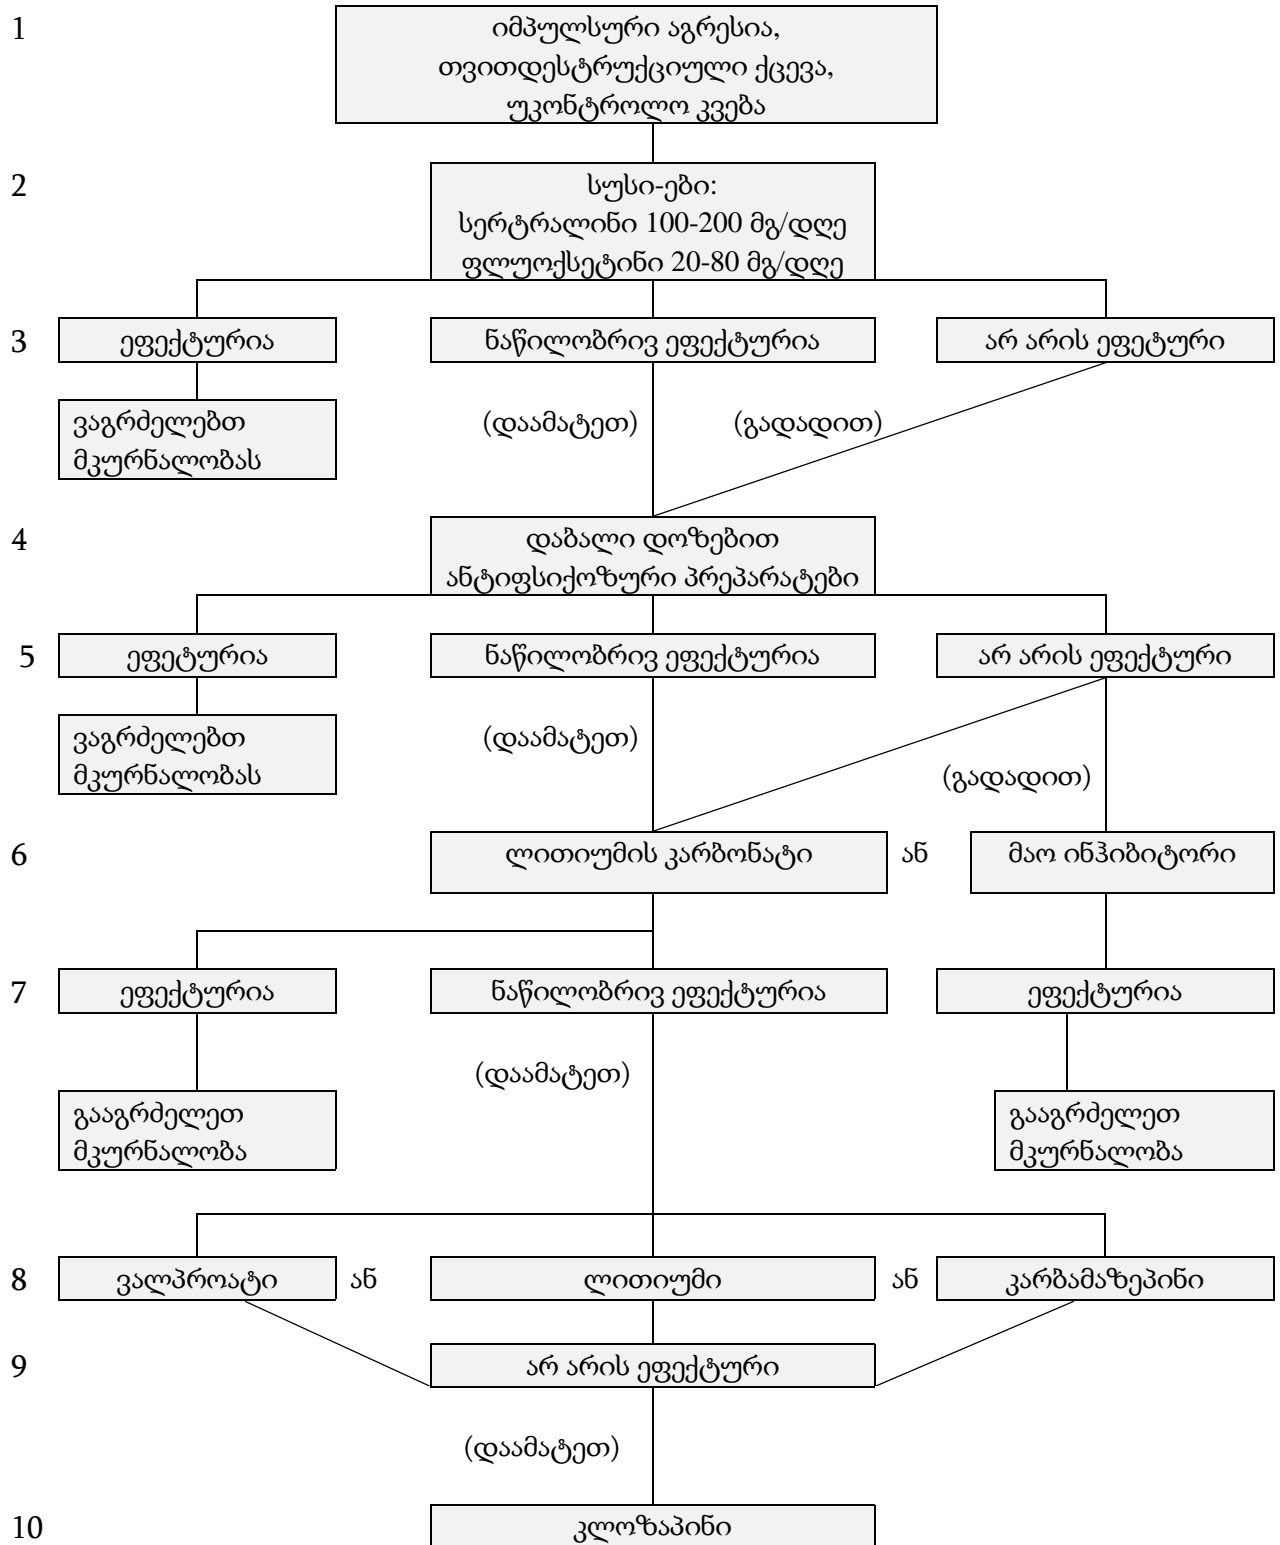 1
იმპულსური აგრესია,
თვითდესტრუქციული ქცევა,
უკონტროლო კვება
2
სუსი-ები:
სერტრალინი 100-200 მგ/დღე
ფლუოქსეტინი 20-80 მგ/დღე
3
ეფექტურია
ნაწილობრივ ეფექტურია
არ არის ეფეტური
ვაგრძელებთ
მკურნალობას
(დაამატეთ)
(გადადით)
4
დაბალი დოზებით
ანტიფსიქოზური პრეპარატები
5
ეფეტურია
ნაწილობრივ ეფექტურია
არ არის ეფექტური
ვაგრძელებთ
მკურნალობას
(დაამატეთ)
(გადადით)
6
ლითიუმის კარბონატი
ან
მაო ინჰიბიტორი
7
ეფექტურია
ნაწილობრივ ეფექტურია
ეფექტურია
(დაამატეთ)
გააგრძელეთ
მკურნალობა
გააგრძელეთ
მკურნალობა
8
ვალპროატი
ან
ლითიუმი
ან
კარბამაზეპინი
9
არ არის ეფექტური
(დაამატეთ)
10
კლოზაპინი